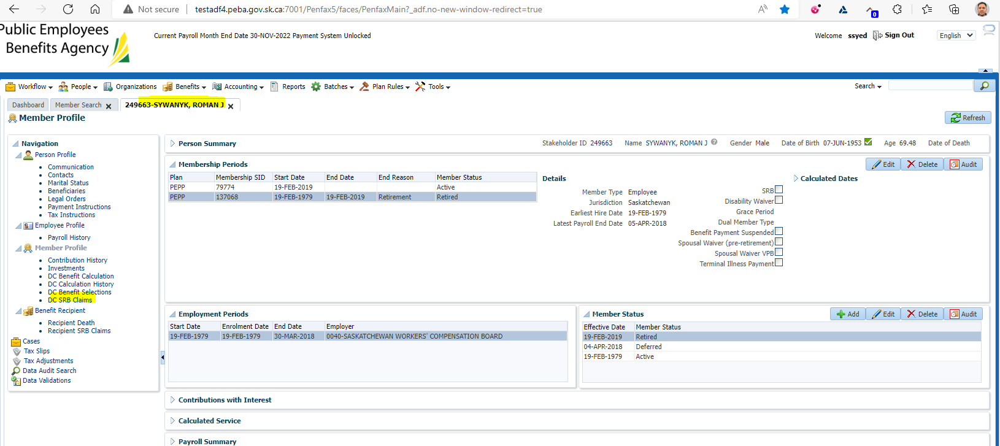 Not secure testadf4.peba.gov.sk.ca:7001/Penfax5/faces/PenfaxMain?_adf.no-new-window-redirect=true
0
Public Employees
Benefits Agency
Current Payroll Month End Date 30-NOV-2022 Payment System Unlocked
Welcome ssyed Sign Out English
Workflow People Organizations Benefits Accounting Reports Batches Plan Rules Tools Search
Dashboard Member Search 249663-SYWANYK, ROMAN J
Member Profile
Refresh
Navigation
Person Profile
Communication
Contacts
Marital Status
Beneficiaries
Legal Orders
Payment Instructions
Tax Instructions
Employee Profile
Payroll History
Member Profile
Contribution History
Investments
DC Benefit Calculation
DC Calculation History
DC Benefit Selections
DC SRB Claims
Benefit Recipient
Recipient Death
Recipient SRB Claims
Cases
Tax Slips
Tax Adjustments
Data Audit Search
Data Validations
Person Summary Stakeholder ID 249663 Name SYWANYK, ROMAN J Gender Male Date of Birth 07-JUN-1953 Age 69.48 Date of Death
Membership Periods Edit Delete Audit
Plan Membership SID Start Date End Date End Reason Member Status
PEPP 79774 19-FEB-2019 Active
PEPP 137068 19-FEB-1979 19-FEB-2019 Retirement Retired
Details
Member Type Employee
Jurisdiction Saskatchewan
Earliest Hire Date 19-FEB-1979
Latest Payroll End Date 05-APR-2018
SRB
Disability Waiver
Grace Period
Dual Member Type
Benefit Payment Suspended
Spousal Waiver (pre-retirement)
Spousal Waiver VPB
Terminal Illness Payment
Calculated Dates
Employment Periods
Start Date Enrolment Date End Date Employer
19-FEB-1979 19-FEB-1979 30-MAR-2018 0040-SASKATCHEWAN WORKERS' COMPENSATION BOARD
Member Status Add Edit Delete Audit
Effective Date Member Status
19-FEB-2019 Retired
04-APR-2018 Deferred
19-FEB-1979 Active
Contributions with Interest
Calculated Service
Payroll Summary